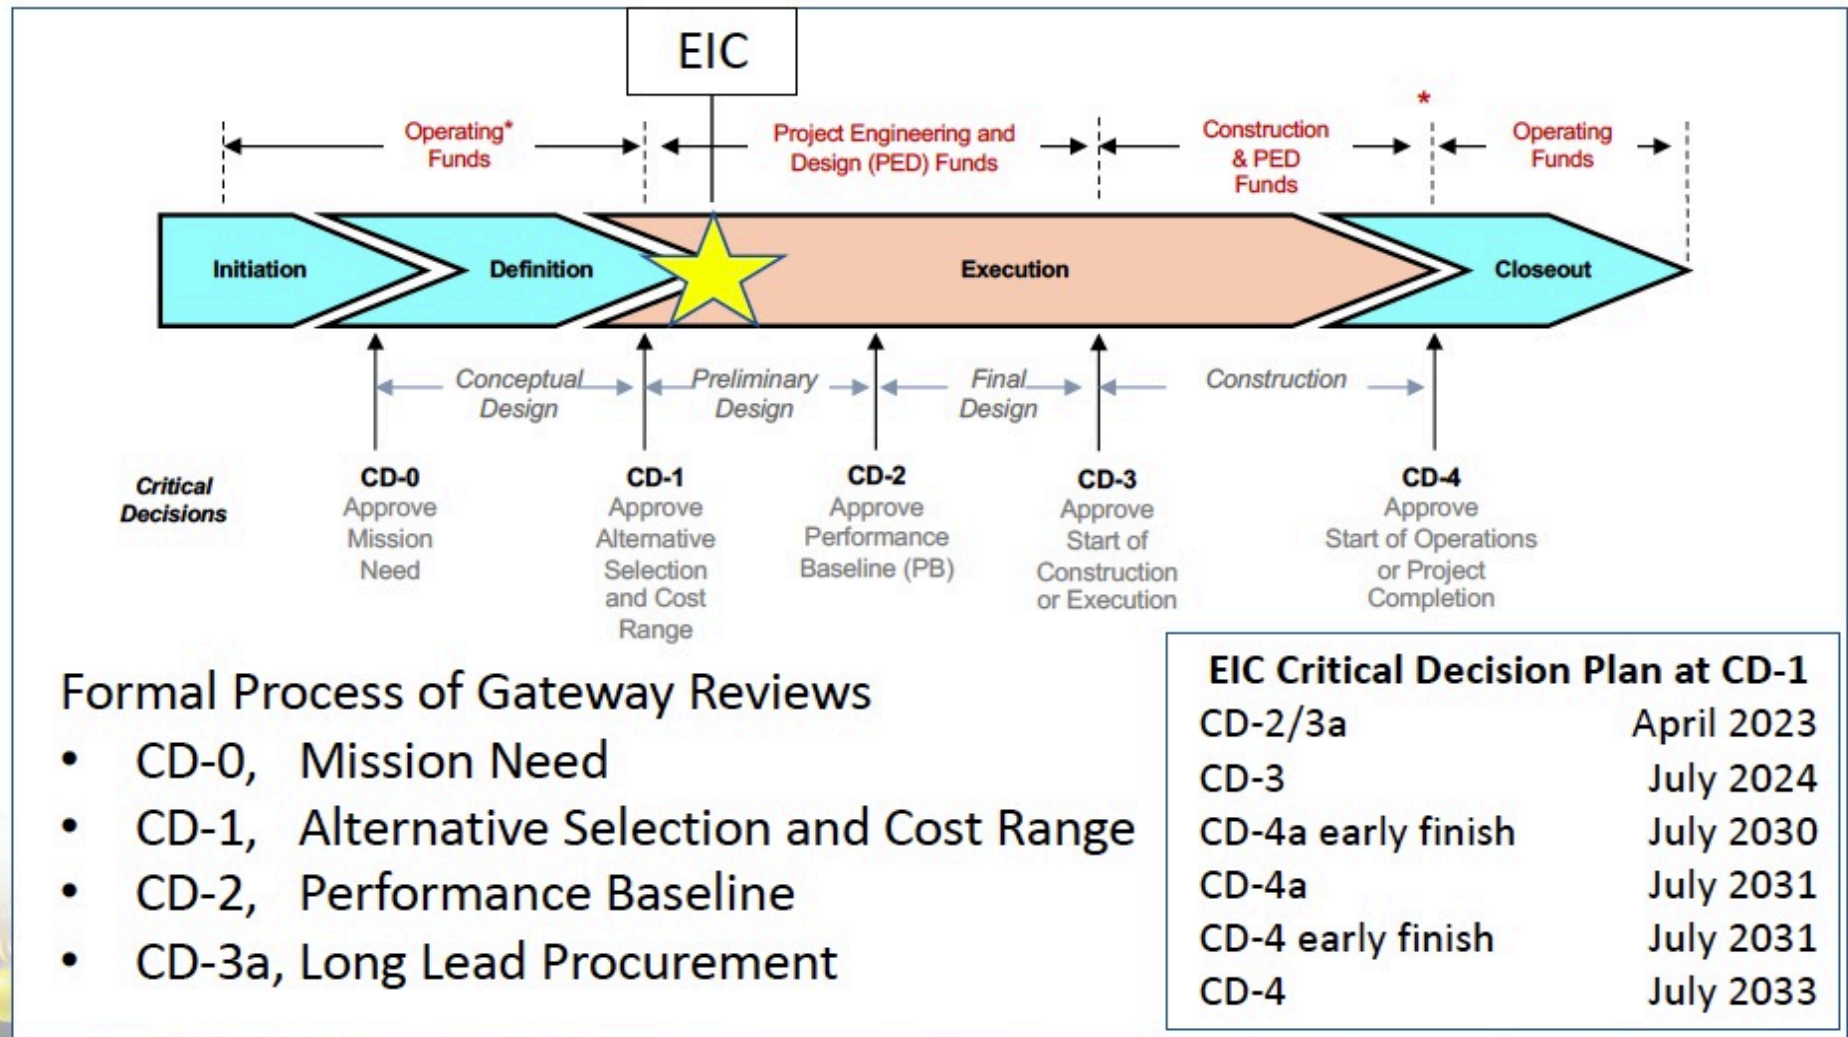 EIC
*
Operating*
Funds
Project Engineering and
Design (PED) Funds
Construction
& PED
Funds
Operating
Funds
Initiation
Definition
Execution
Closeout
Conceptual
Design
Preliminary
Design
Final
Design
Construction
Critical
Decisions
CD-0
Approve
Mission
Need
CD-1
Approve
Alternative
Selection
and Cost
Range
CD-2
Approve
Performance
Baseline (PB)
CD-3
Approve
Start of
Construction
or Execution
CD-4
Approve
Start of Operations
or Project
Completion
Formal Process of Gateway Reviews
• CD-0, Mission Need
• CD-1, Alternative Selection and Cost Range
• CD-2, Performance Baseline
• CD-3a, Long Lead Procurement
EIC Critical Decision Plan at CD-1
CD-2/3a April 2023
CD-3 July 2024
CD-4a early finish July 2030
CD-4a July 2031
CD-4 early finish July 2031
CD-4 July 2033